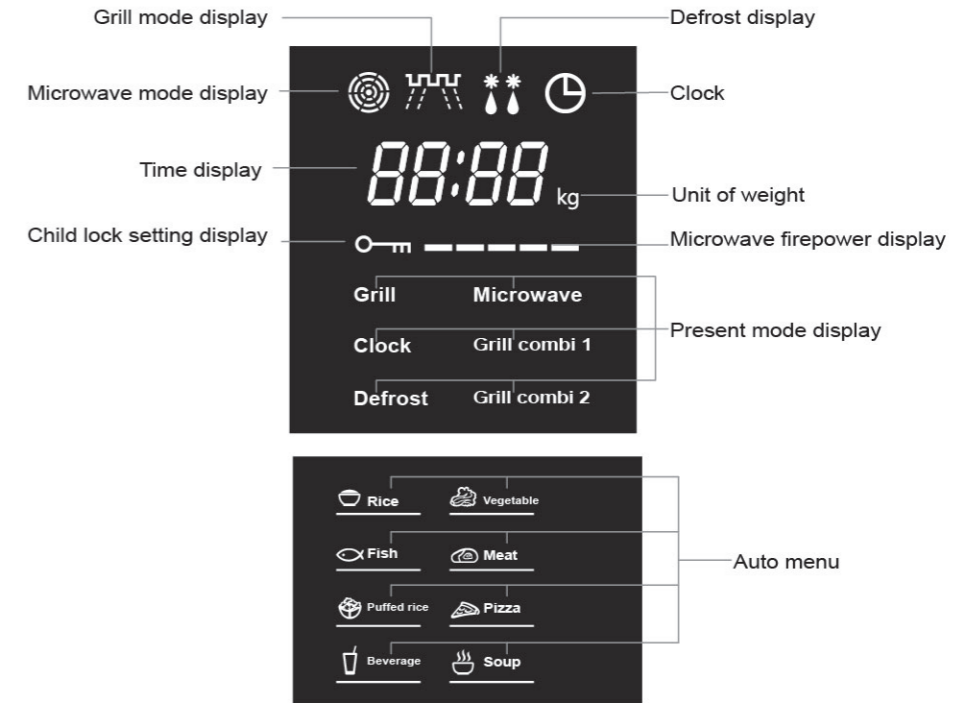 Grill mode display
Defrost display
Microwave mode display
Clock
Time display
88:88
kg
Unit of weight
Child lock setting display
Microwave firepower display
Grill Microwave
Clock Grill combi 1
Present mode display
Defrost Grill combi 2
Rice Vegetable
Fish Meat
Auto menu
Puffed rice Pizza
Beverage Soup